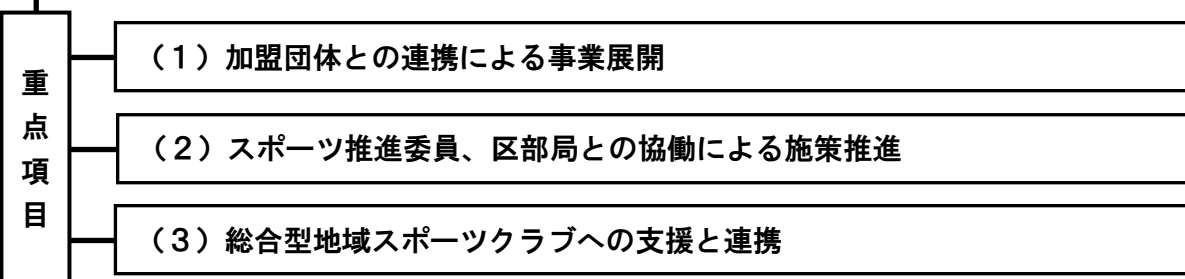 重点項目
（１）加盟団体との連携による事業展開
（２）スポーツ推進委員、区部局との協働による施策推進
（３）総合型地域スポーツクラブへの支援と連携